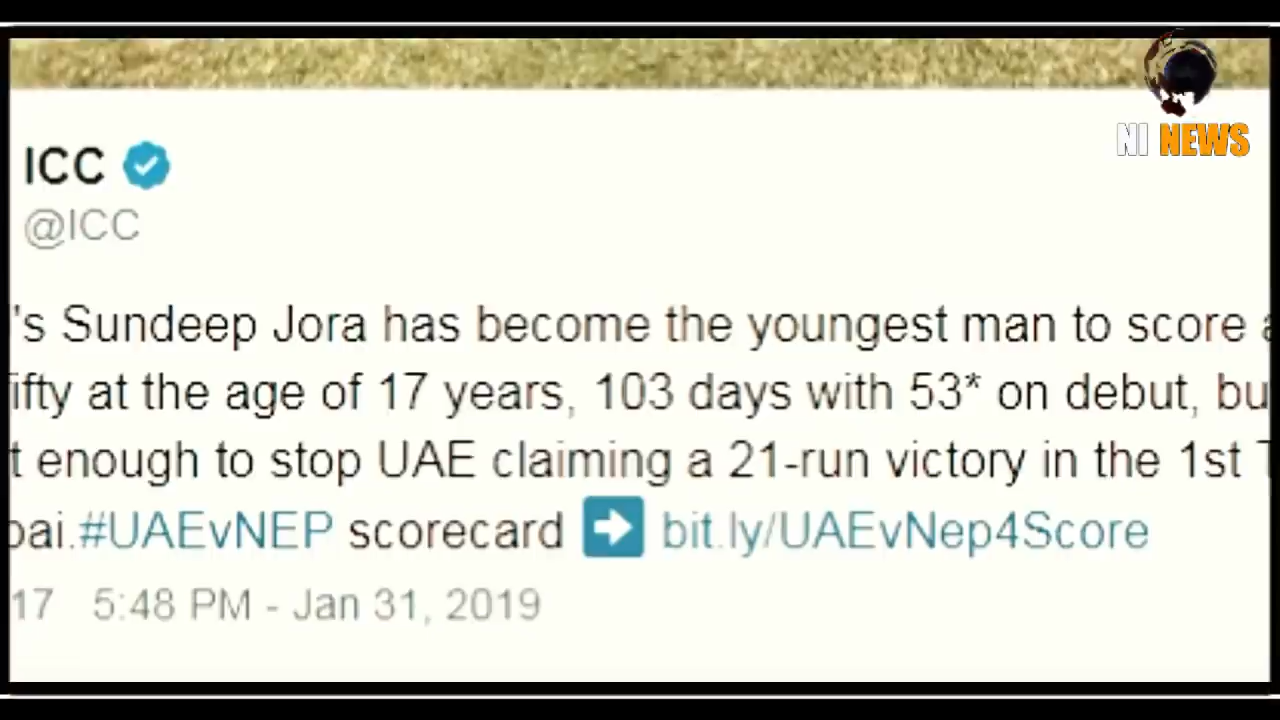 NI NEWS
ICC
@ICC
's Sundeep Jora has become the youngest man to score
ifty at the age of 17 years, 103 days with 53* on debut, bu
t enough to stop UAE claiming a 21-run victory in the 1st T
bai.#UAEvNEP scorecard ➡ bit.ly/UAEvNep4Score
17 5:48 PM - Jan 31, 2019